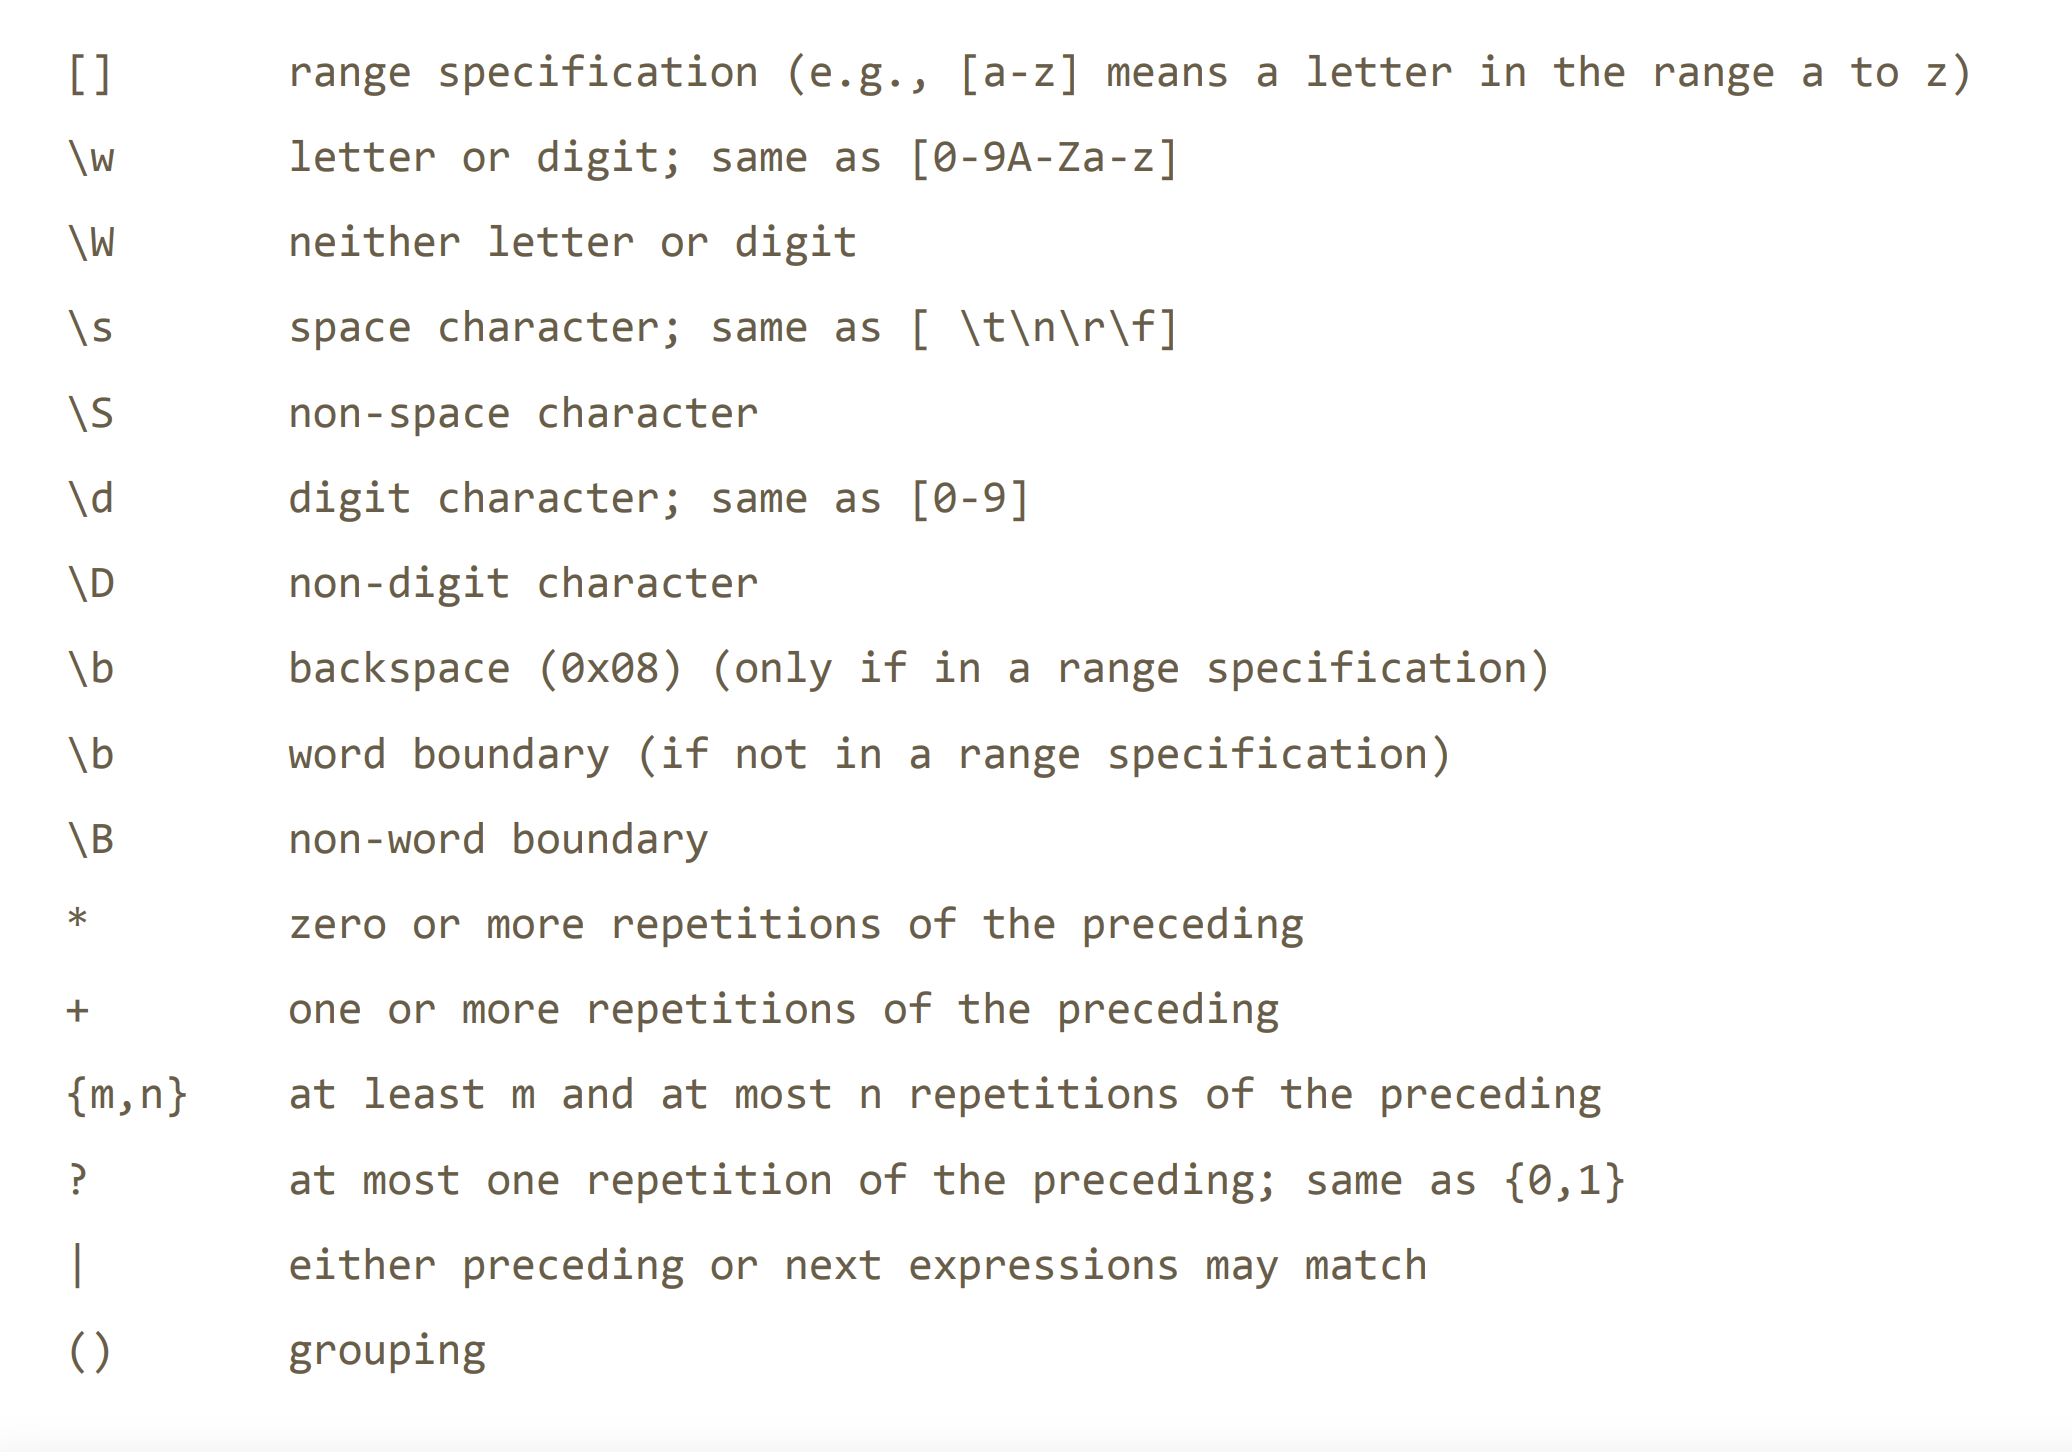 [] range specification (e.g., [a-z] means a letter in the range a to z)
\w letter or digit; same as [0-9A-Za-z]
\W neither letter or digit
\s space character; same as [ \t\n\r\f]
\S non-space character
\d digit character; same as [0-9]
\D non-digit character
\b backspace (0x08) (only if in a range specification)
\b word boundary (if not in a range specification)
\B non-word boundary
* zero or more repetitions of the preceding
+ one or more repetitions of the preceding
{m,n} at least m and at most n repetitions of the preceding
? at most one repetition of the preceding; same as {0,1}
| either preceding or next expressions may match
() grouping